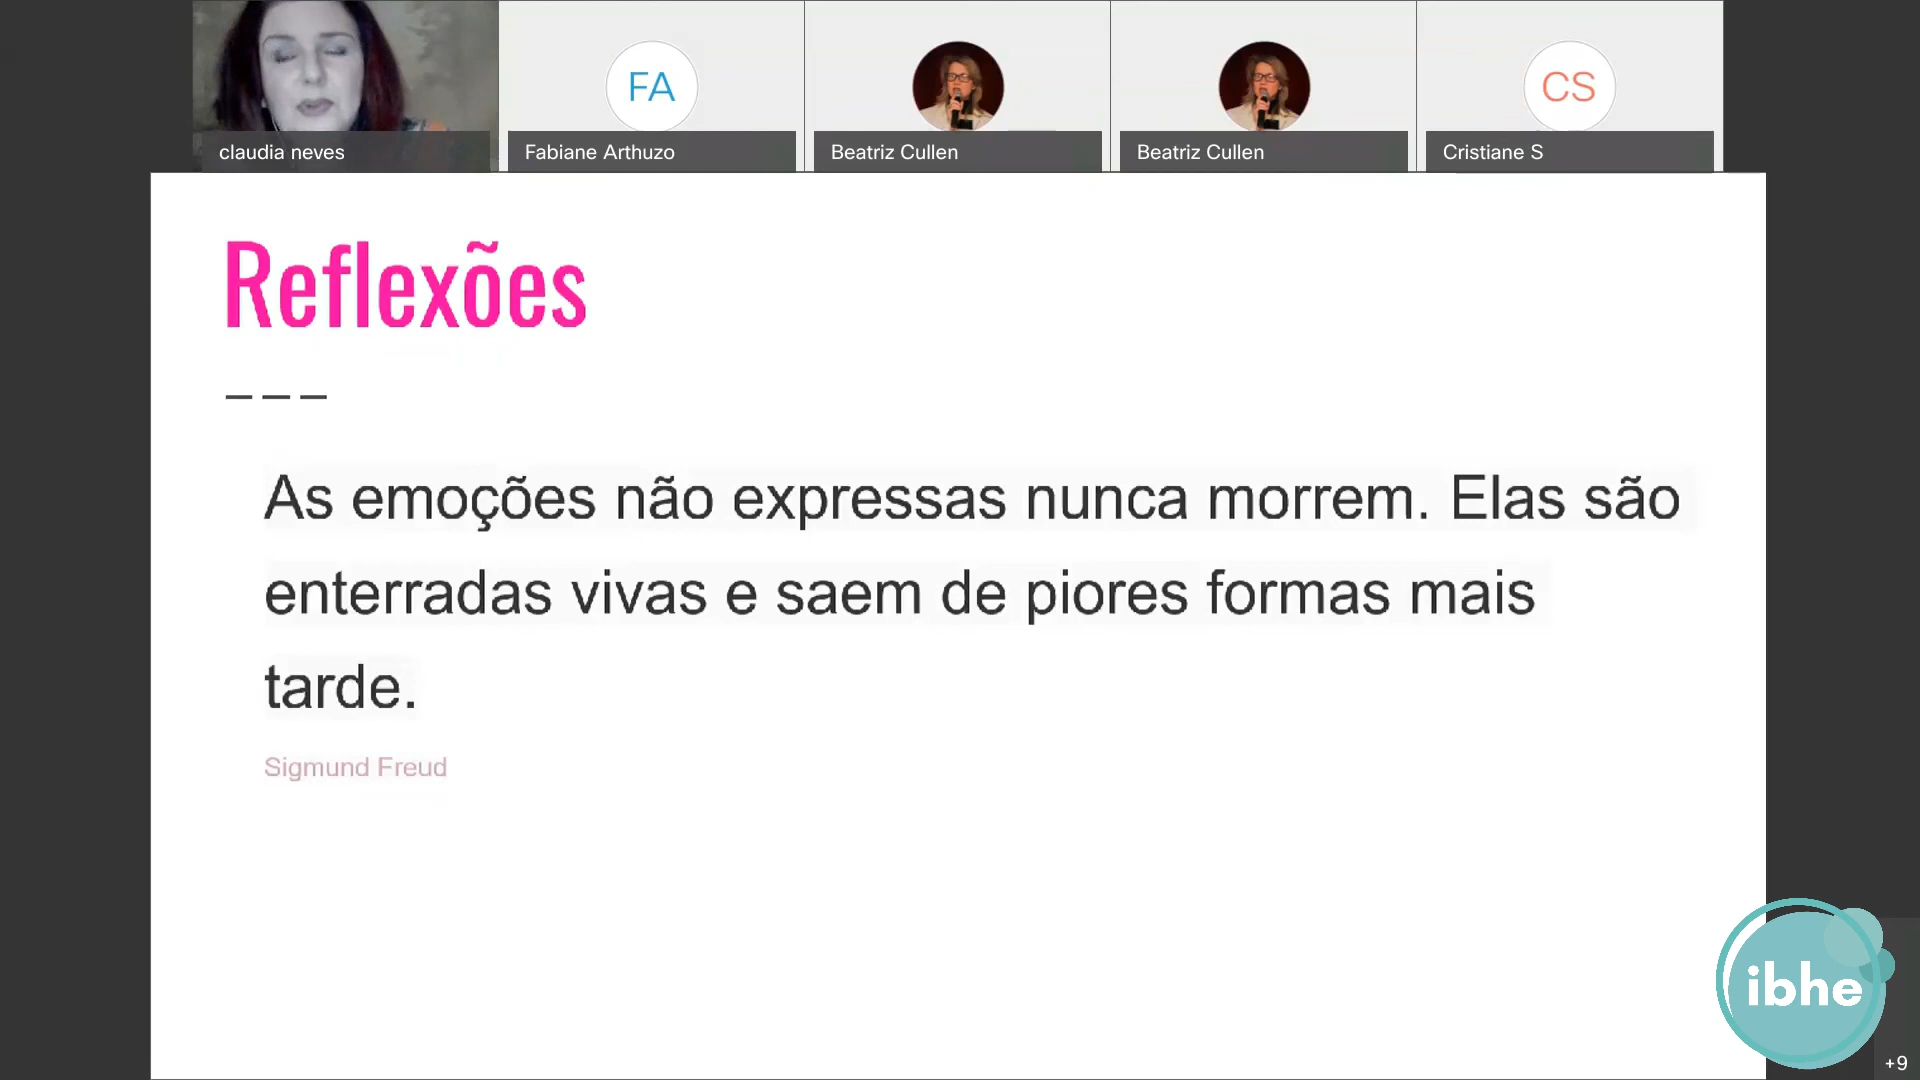 claudia neves
FA
Fabiane Arthuzo
Beatriz Cullen
Beatriz Cullen
CS
Cristiane S
Reflexões
As emoções não expressas nunca morrem. Elas são
enterradas vivas e saem de piores formas mais
tarde.
Sigmund Freud
ibhe
+9